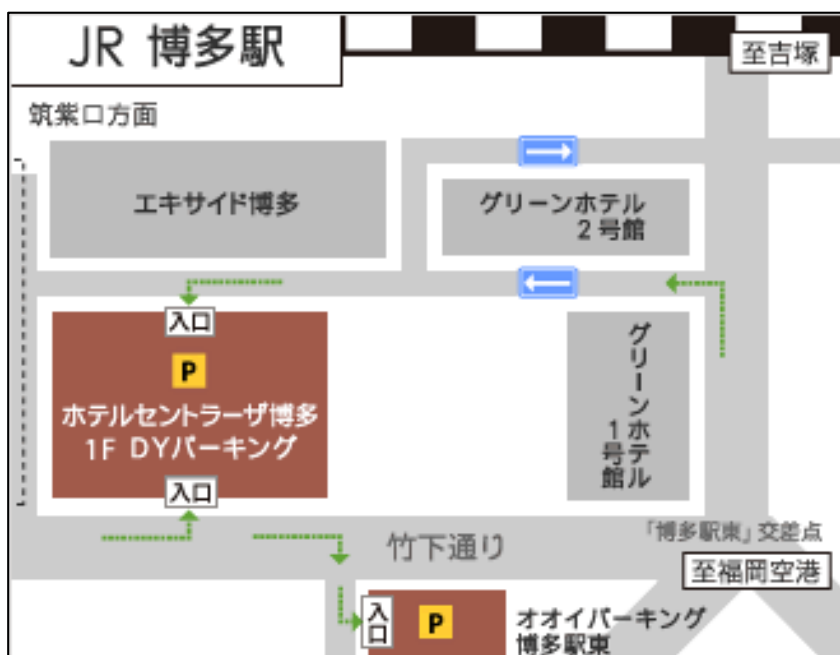 JR 博多駅
至吉塚
筑紫口方面
エキサイド博多
グリーンホテル
2号館
入口
P
ホテルセントラーザ博多
1F DYパーキング
入口
グリーンホテル
1号館
竹下通り
「博多駅東」交差点
至福岡空港
入口
P
オオイパーキング
博多駅東